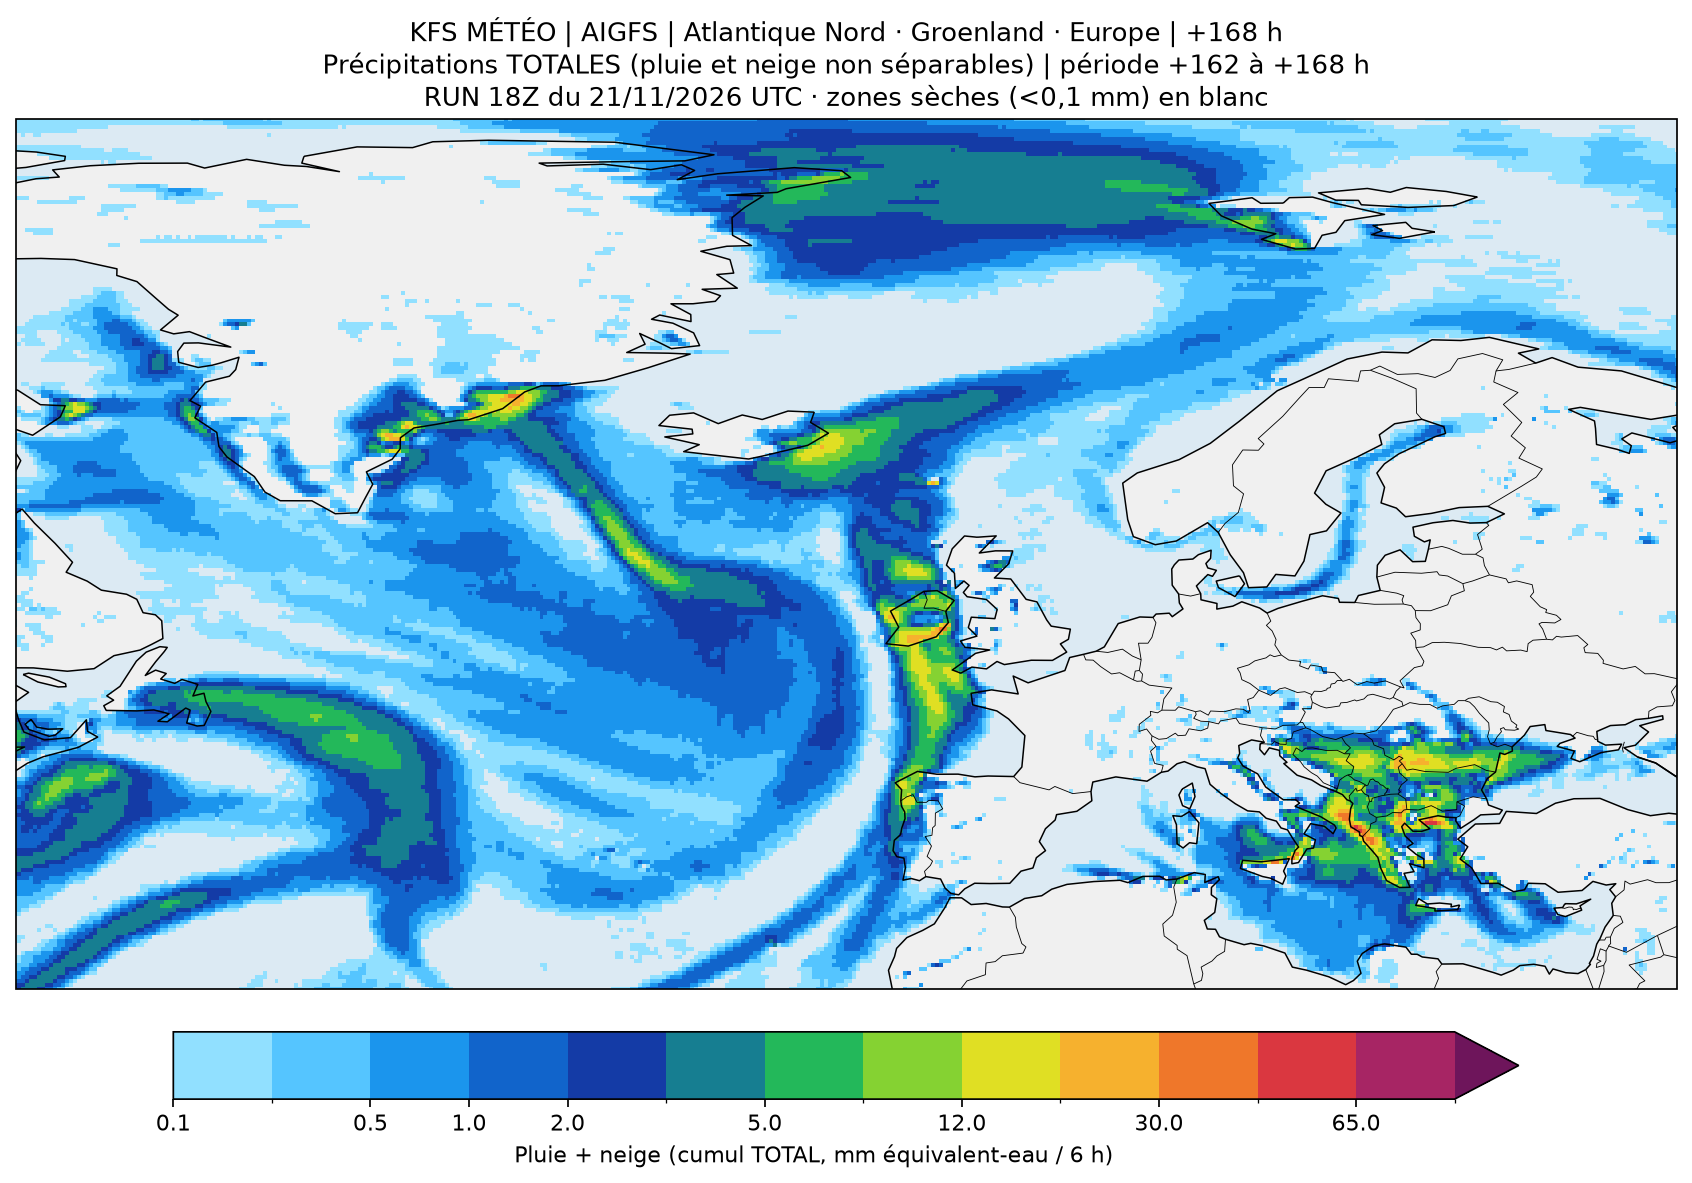 KFS MÉTÉO | AIGFS | Atlantique Nord · Groenland · Europe | +168 h
Précipitations TOTALES (pluie et neige non séparables) | période +162 à +168 h
RUN 18Z du 21/11/2026 UTC · zones sèches (<0,1 mm) en blanc
0.1 0.5 1.0 2.0 5.0 12.0 30.0 65.0
Pluie + neige (cumul TOTAL, mm équivalent-eau / 6 h)